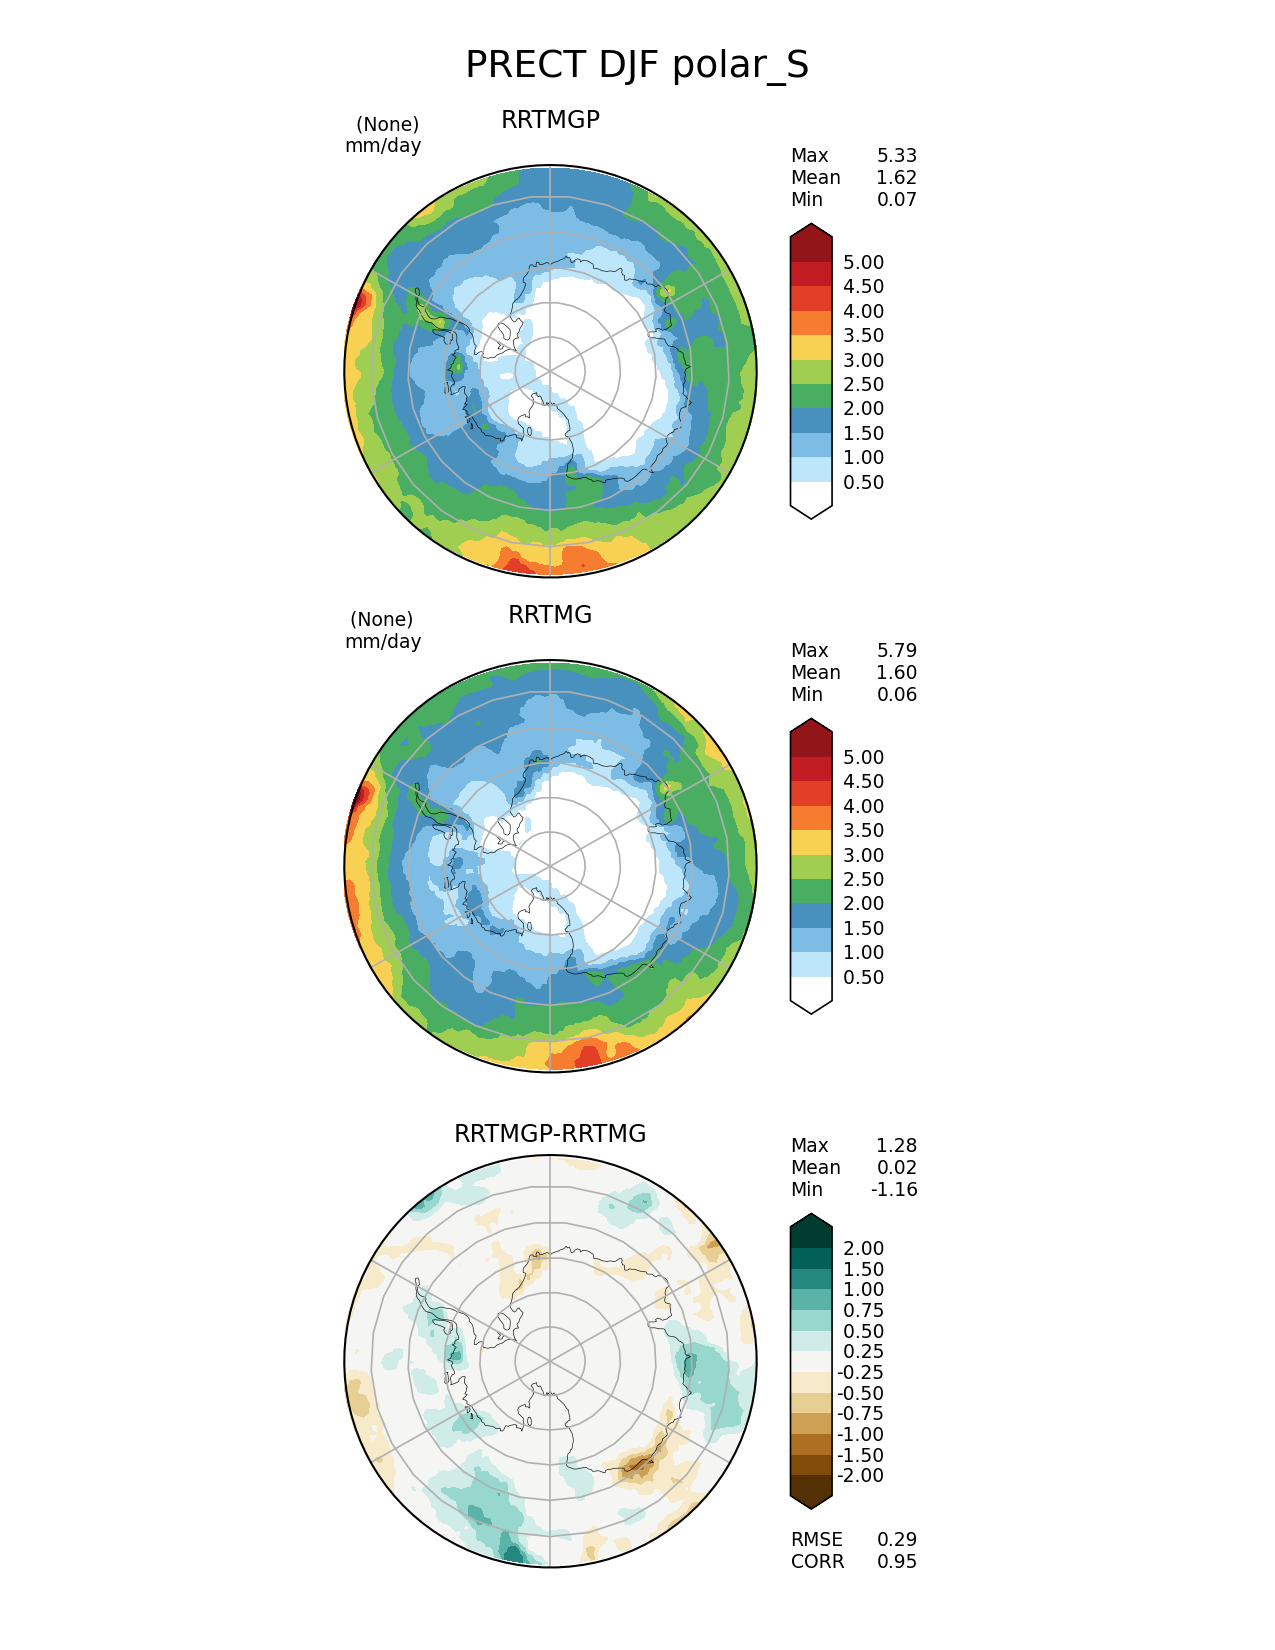 PRECT DJF polar_S
(None)
mm/day
RRTMGP
Max 5.33
Mean 1.62
Min 0.07
5.00
4.50
4.00
3.50
3.00
2.50
2.00
1.50
1.00
0.50
(None)
mm/day
RRTMG
Max 5.79
Mean 1.60
Min 0.06
5.00
4.50
4.00
3.50
3.00
2.50
2.00
1.50
1.00
0.50
RRTMGP-RRTMG
Max 1.28
Mean 0.02
Min -1.16
2.00
1.50
1.00
0.75
0.50
0.25
-0.25
-0.50
-0.75
-1.00
-1.50
-2.00
RMSE 0.29
CORR 0.95